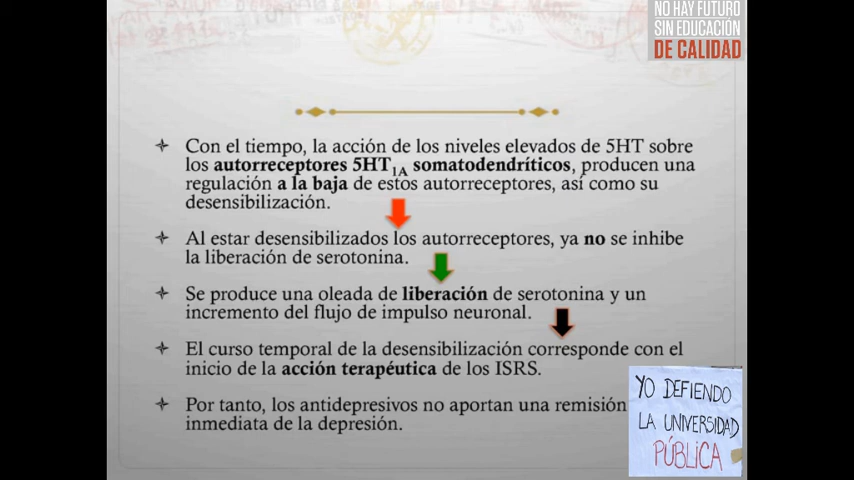 NO HAY FUTURO
SIN EDUCACIÓN
DE CALIDAD
Con el tiempo, la acción de los niveles elevados de 5HT sobre
los autorreceptores 5HT1A somatodendríticos, producen una
regulación a la baja de estos autorreceptores, así como su
desensibilización.
Al estar desensibilizados los autorreceptores, ya no se inhibe
la liberación de serotonina.
Se produce una oleada de liberación de serotonina y un
incremento del flujo de impulso neuronal.
El curso temporal de la desensibilización corresponde con el
inicio de la acción terapéutica de los ISRS.
Por tanto, los antidepresivos no aportan una remisión
inmediata de la depresión.
YO DEFIENDO
LA UNIVERSIDAD
PÚBLICA